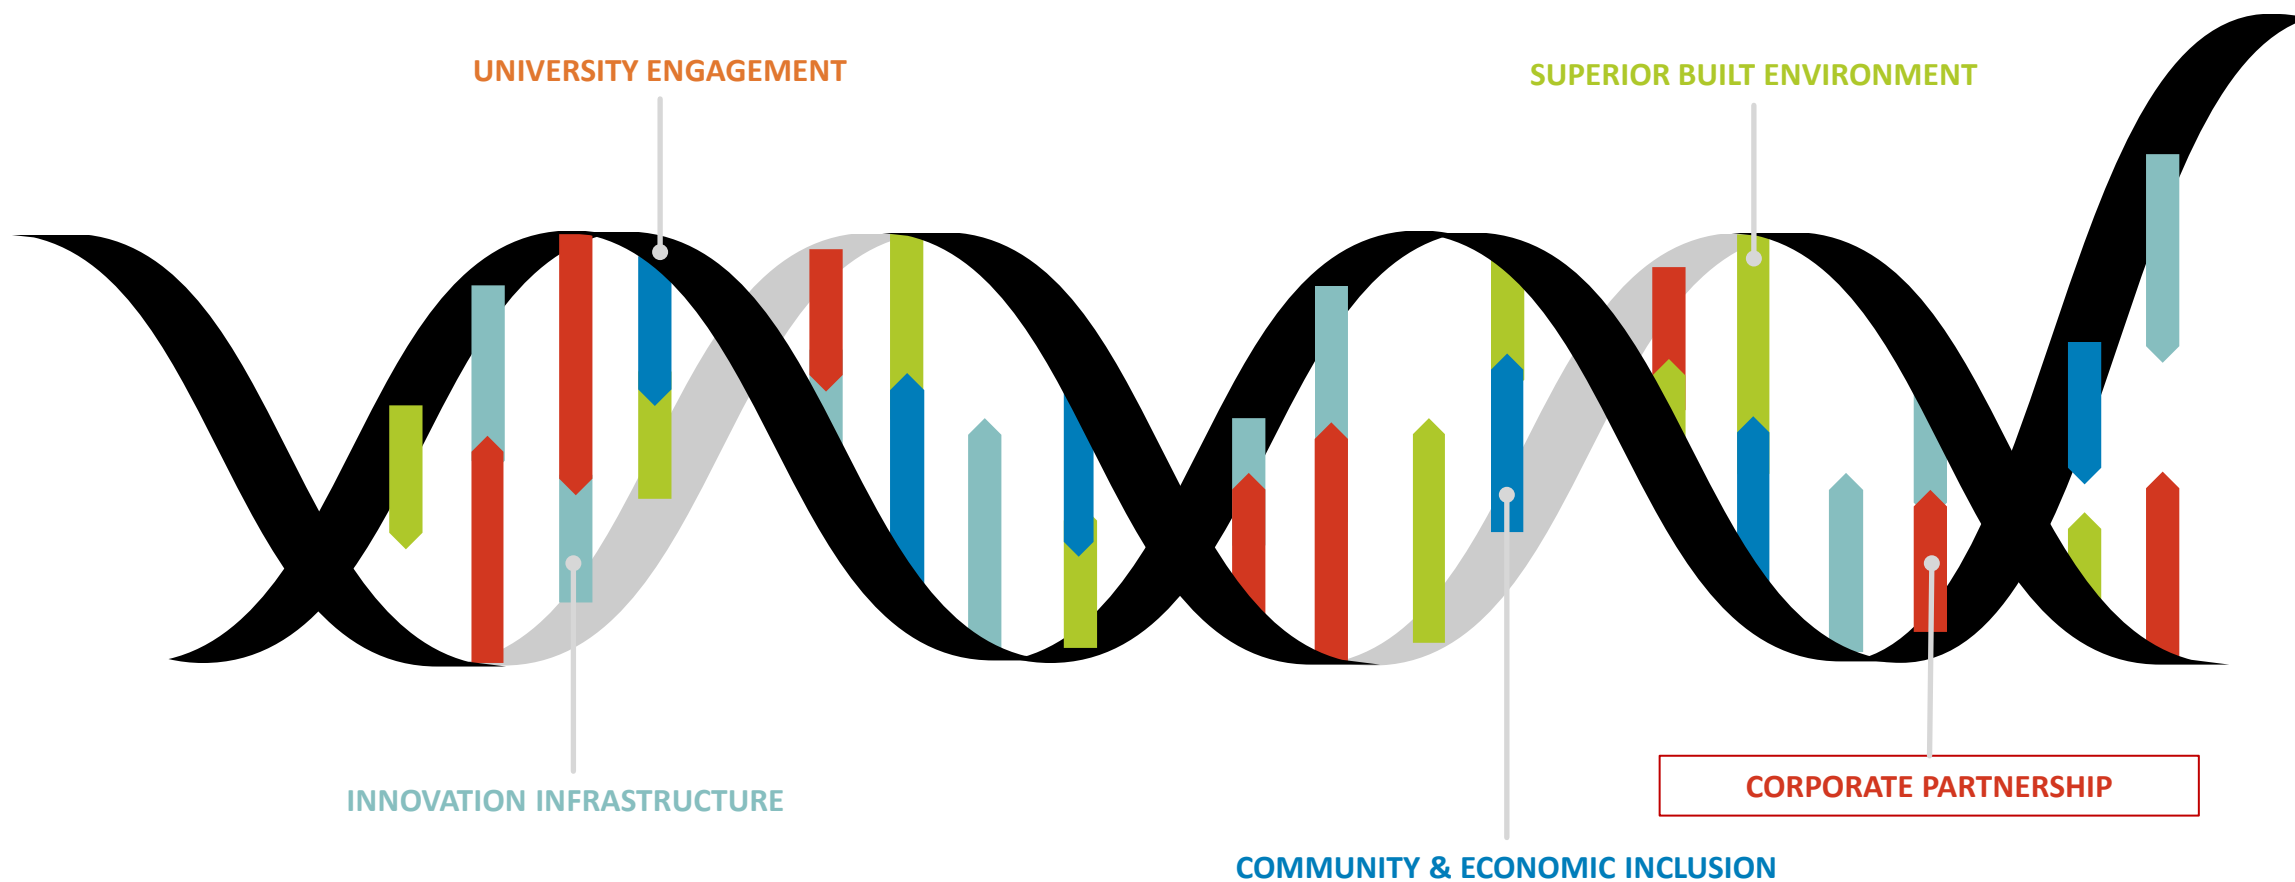 UNIVERSITY ENGAGEMENT
SUPERIOR BUILT ENVIRONMENT
INNOVATION INFRASTRUCTURE
CORPORATE PARTNERSHIP
COMMUNITY & ECONOMIC INCLUSION